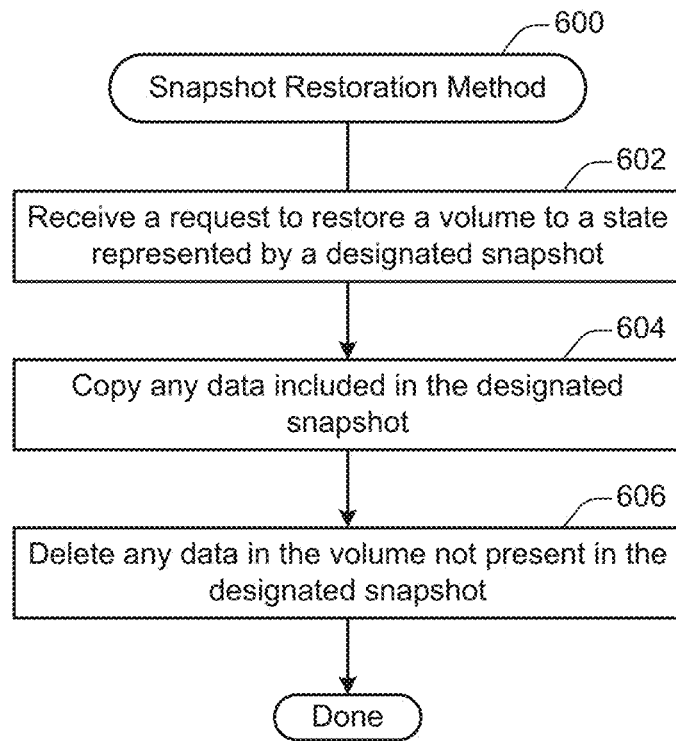 600
Snapshot Restoration Method
602
Receive a request to restore a volume to a state
represented by a designated snapshot
604
Copy any data included in the designated
snapshot
606
Delete any data in the volume not present in the
designated snapshot
Done